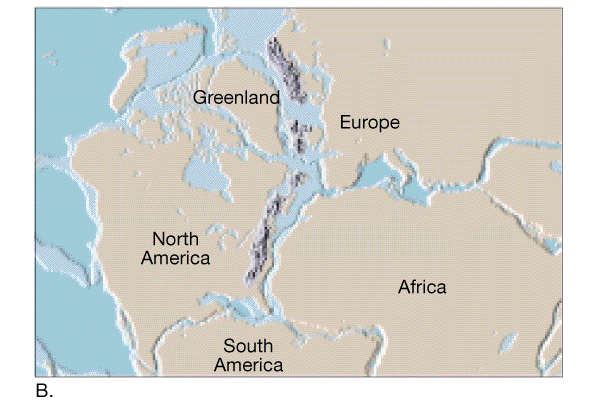 Greenland
Europe
North
America
Africa
South
America
B.